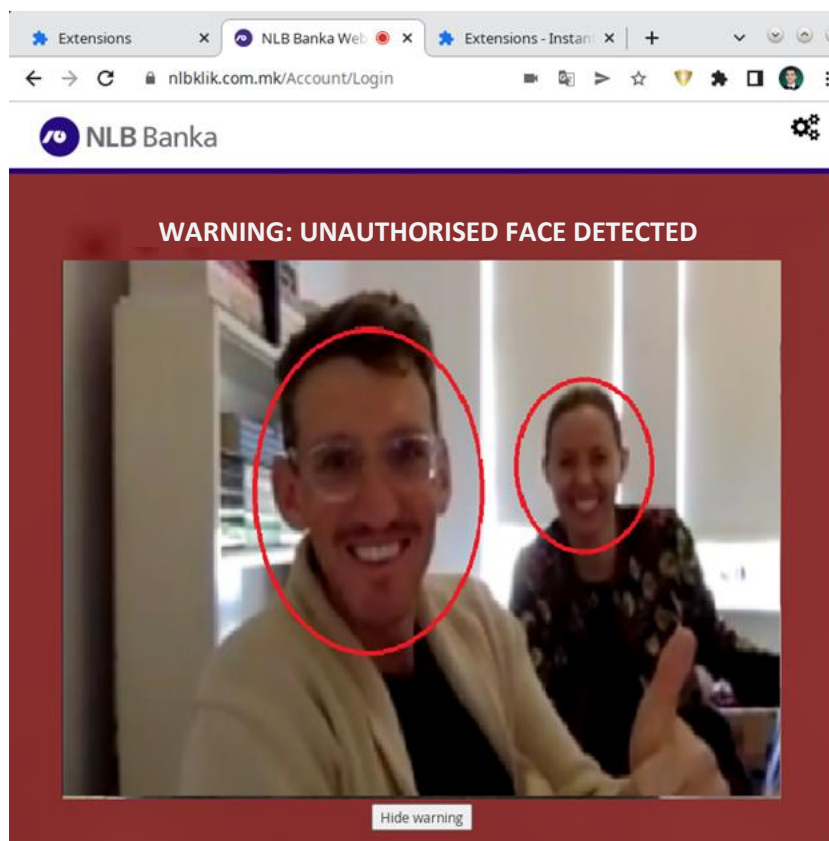 Extensions
NLB Banka Web
Extensions - Instan
nlbklik.com.mk/Account/Login
NLB Banka
WARNING: UNAUTHORISED FACE DETECTED
Hide warning